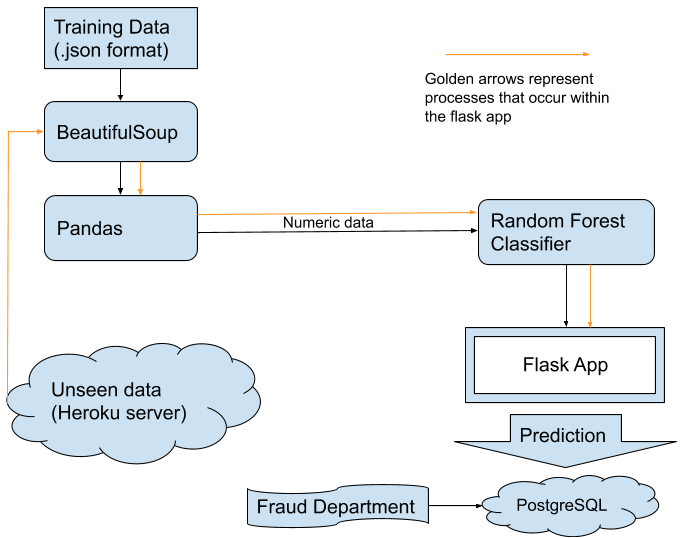 Training Data
(.json format)
Golden arrows represent
processes that occur within
the flask app
BeautifulSoup
Pandas
Numeric data
Random Forest
Classifier
Flask App
Unseen data
(Heroku server)
Prediction
Fraud Department
PostgreSQL